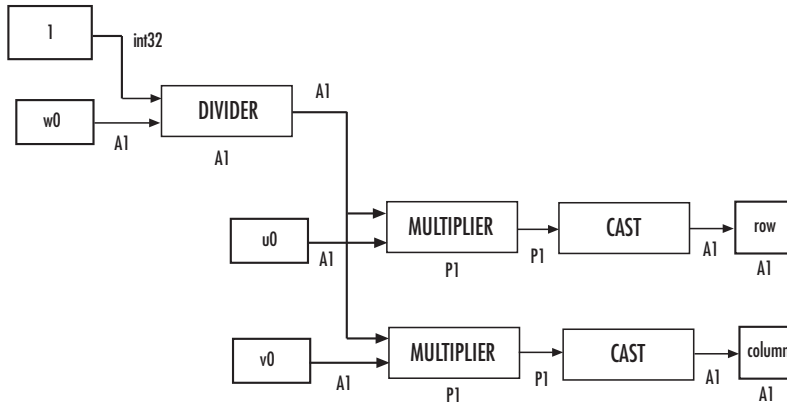 1
int32
A1
DIVIDER
w0
A1
A1
MULTIPLIER
CAST
row
u0
A1
P1
P1
A1
A1
MULTIPLIER
CAST
column
v0
A1
P1
P1
A1
A1